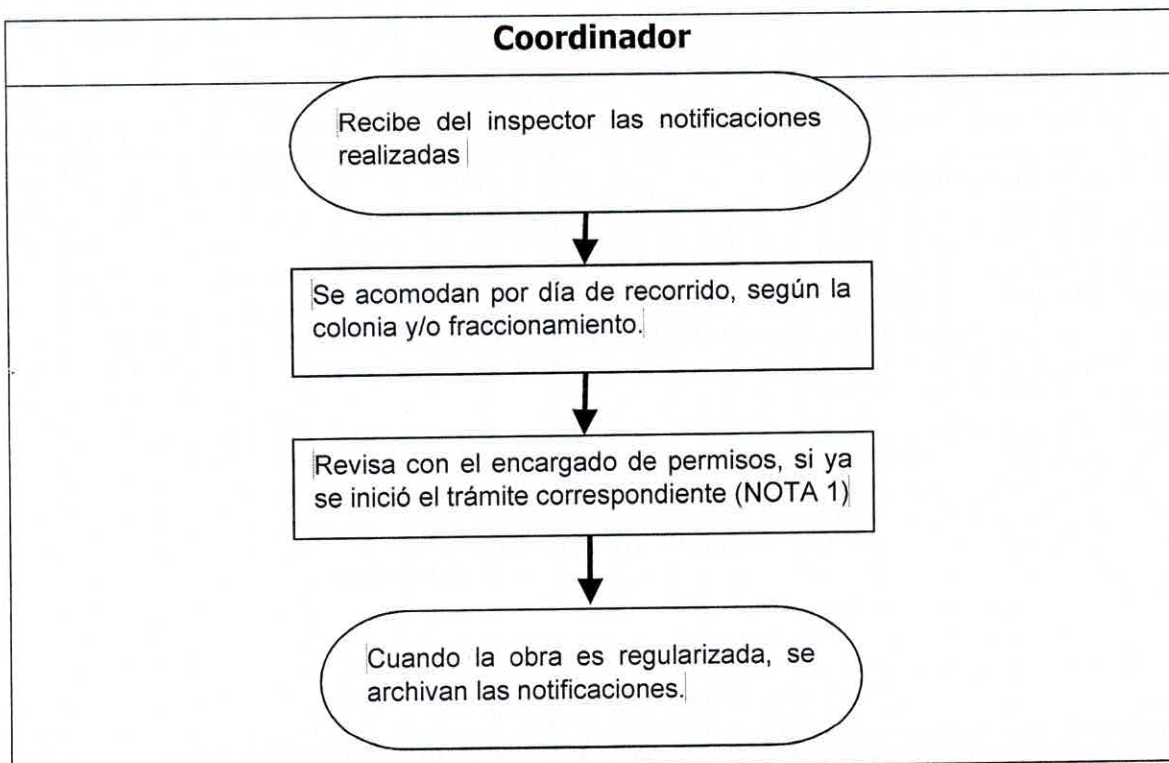 Coordinador
Recibe del inspector las notificaciones
realizadas
Se acomodan por día de recorrido, según la
colonia y/o fraccionamiento.
Revisa con el encargado de permisos, si ya
se inició el trámite correspondiente (NOTA 1)
Cuando la obra es regularizada, se
archivan las notificaciones.